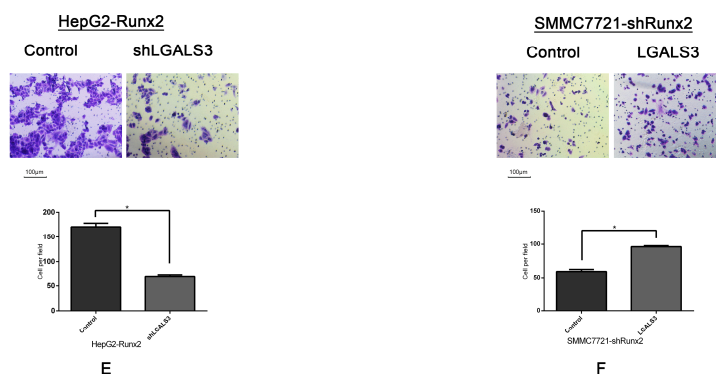 HepG2-Runx2
Control shLGALS3
100μm
200
150
100
50
0
Cell per field
*
Control
shLGALS3
HepG2-Runx2
E
SMMC7721-shRunx2
Control LGALS3
100μm
150
100
50
0
Cell per field
*
Control
LGALS3
SMMC7721-shRunx2
F